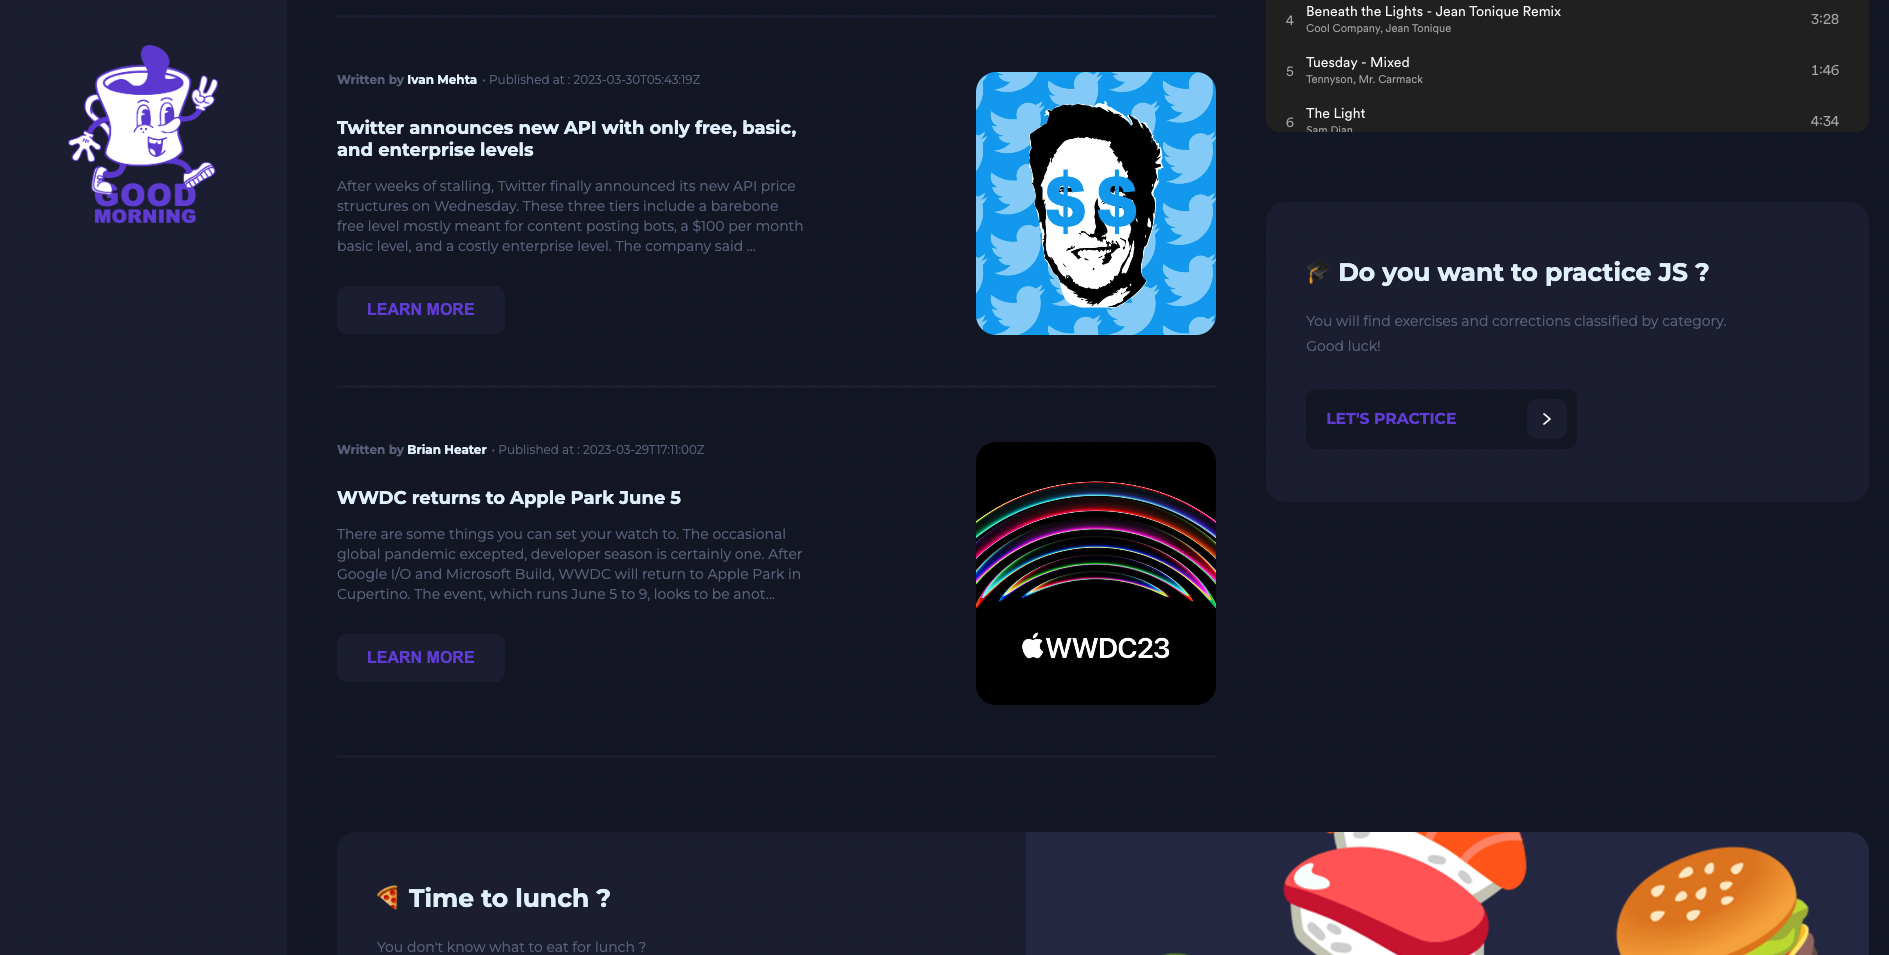 GOOD
MORNING
Written by Ivan Mehta · Published at : 2023-03-30T05:43:19Z
Twitter announces new API with only free, basic,
and enterprise levels
After weeks of stalling, Twitter finally announced its new API price
structures on Wednesday. These three tiers include a barebone
free level mostly meant for content posting bots, a $100 per month
basic level, and a costly enterprise level. The company said ...
LEARN MORE
$ $
Written by Brian Heater · Published at : 2023-03-29T17:11:00Z
WWDC returns to Apple Park June 5
There are some things you can set your watch to. The occasional
global pandemic excepted, developer season is certainly one. After
Google I/O and Microsoft Build, WWDC will return to Apple Park in
Cupertino. The event, which runs June 5 to 9, looks to be anot...
LEARN MORE
WWDC23
4 Beneath the Lights - Jean Tonique Remix 3:28
Cool Company, Jean Tonique
5 Tuesday - Mixed 1:46
Tennyson, Mr. Carmack
6 The Light 4:34
Sam Dian
🎓 Do you want to practice JS ?
You will find exercises and corrections classified by category.
Good luck!
LET'S PRACTICE >
🍕 Time to lunch ?
You don't know what to eat for lunch ?